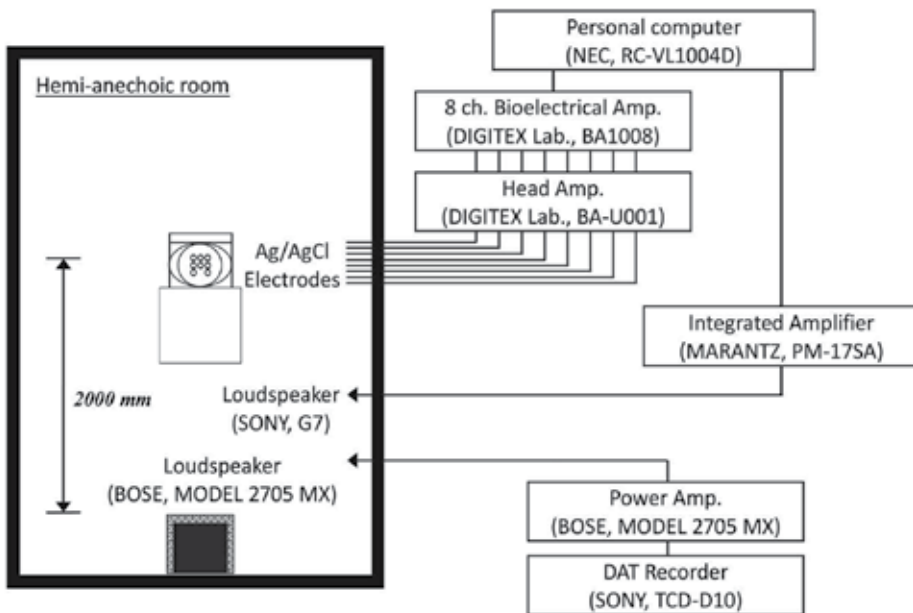 Personal computer
(NEC, RC-VL1004D)
Hemi-anechoic room
8 ch. Bioelectrical Amp.
(DIGITEX Lab., BA1008)
Head Amp.
(DIGITEX Lab., BA-U001)
Ag/AgCl
Electrodes
Integrated Amplifier
(MARANTZ, PM-17SA)
2000 mm
Loudspeaker
(SONY, G7)
Loudspeaker
(BOSE, MODEL 2705 MX)
Power Amp.
(BOSE, MODEL 2705 MX)
DAT Recorder
(SONY, TCD-D10)